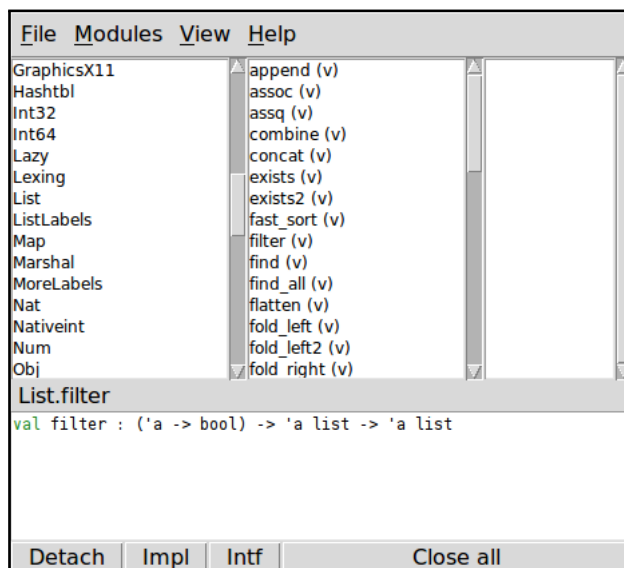 File Modules View Help
GraphicsX11
Hashtbl
Int32
Int64
Lazy
Lexing
List
ListLabels
Map
Marshal
MoreLabels
Nat
Nativeint
Num
Obj
append (v)
assoc (v)
assq (v)
combine (v)
concat (v)
exists (v)
exists2 (v)
fast_sort (v)
filter (v)
find (v)
find_all (v)
flatten (v)
fold_left (v)
fold_left2 (v)
fold_right (v)
List.filter
val filter : ('a -> bool) -> 'a list -> 'a list
Detach Impl Intf Close all